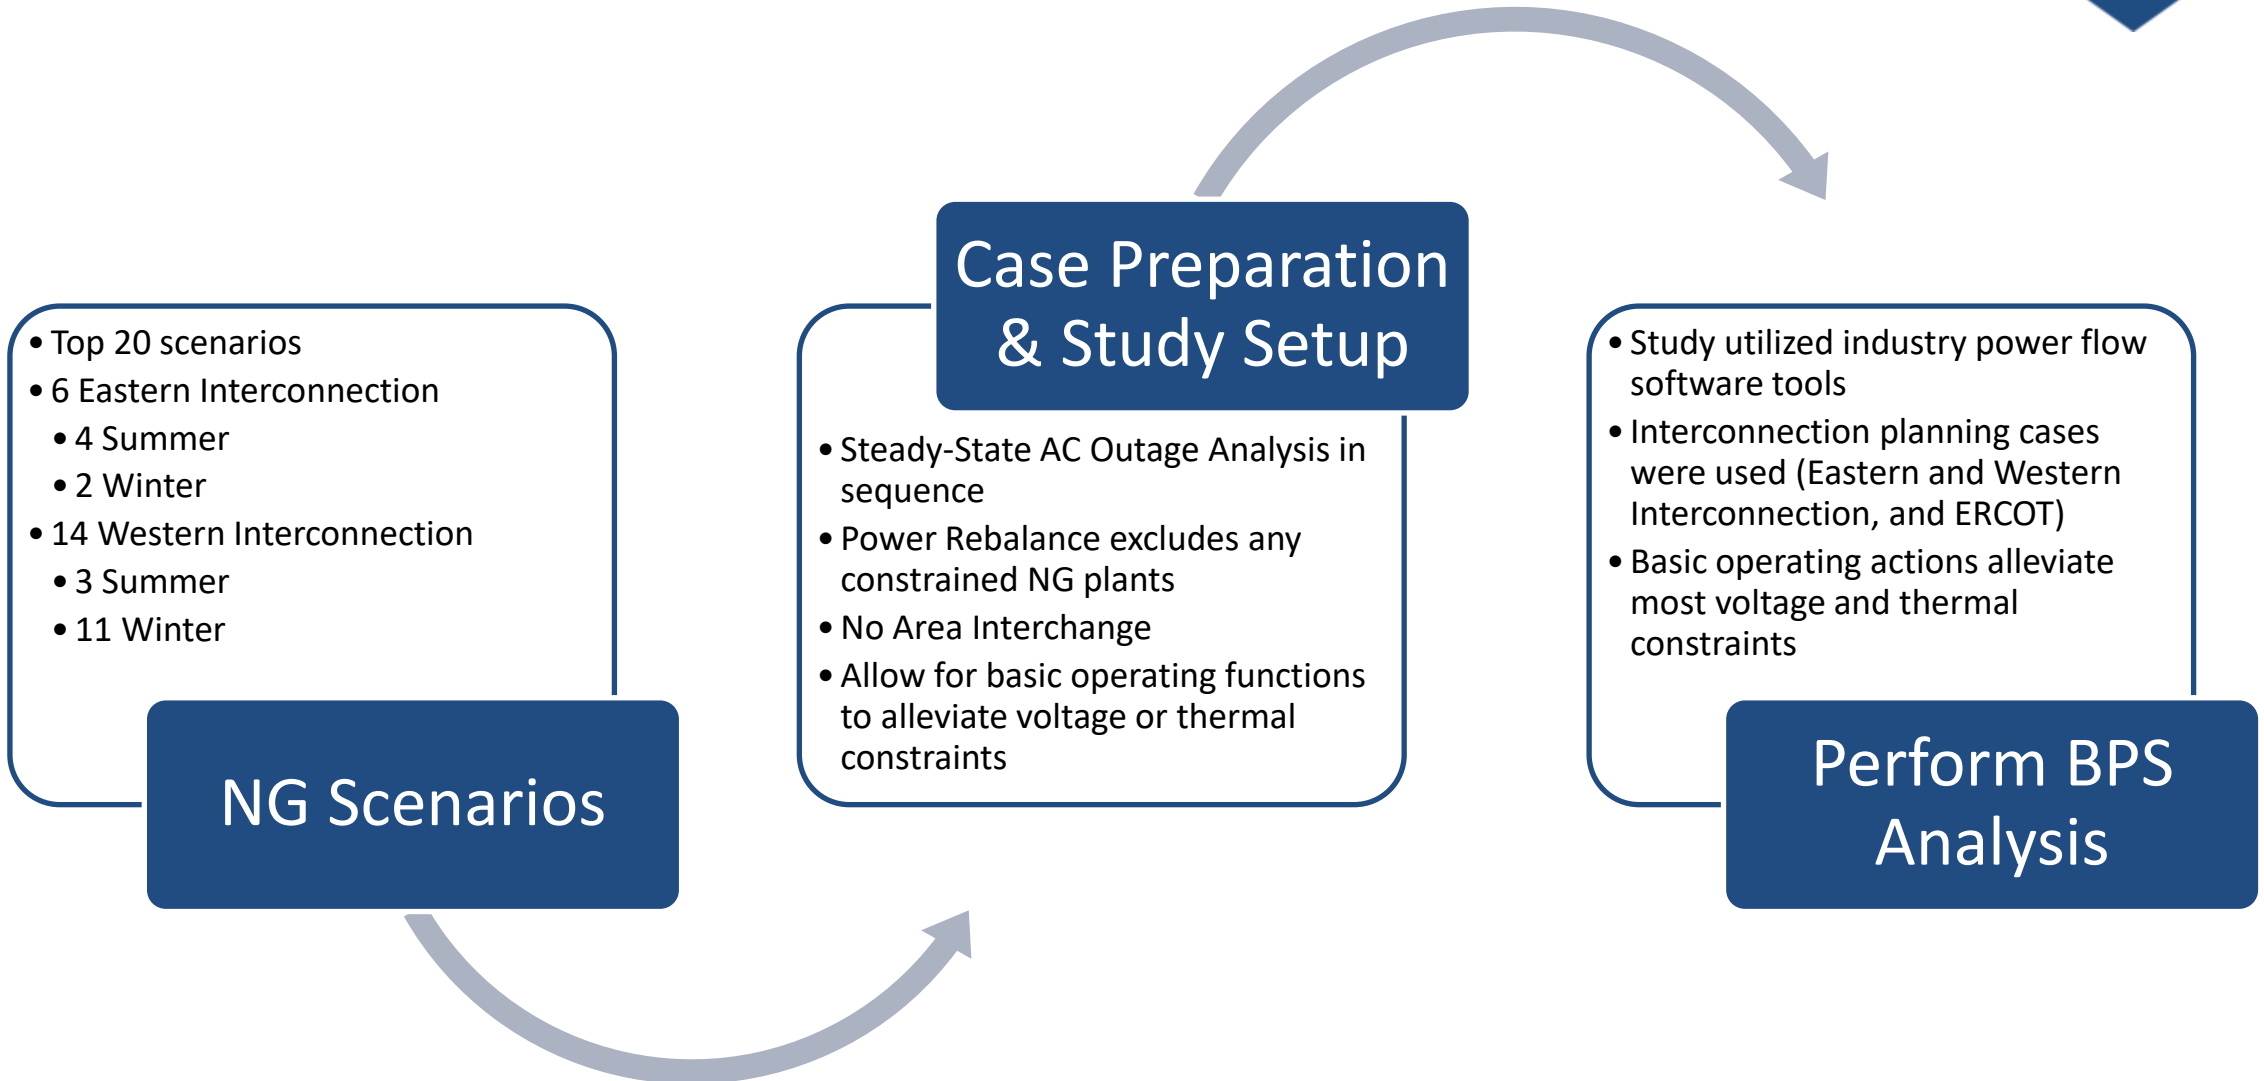 • Top 20 scenarios
• 6 Eastern Interconnection
• 4 Summer
• 2 Winter
• 14 Western Interconnection
• 3 Summer
• 11 Winter
NG Scenarios
Case Preparation
& Study Setup
• Steady-State AC Outage Analysis in
sequence
• Power Rebalance excludes any
constrained NG plants
• No Area Interchange
• Allow for basic operating functions
to alleviate voltage or thermal
constraints
• Study utilized industry power flow
software tools
• Interconnection planning cases
were used (Eastern and Western
Interconnection, and ERCOT)
• Basic operating actions alleviate
most voltage and thermal
constraints
Perform BPS
Analysis